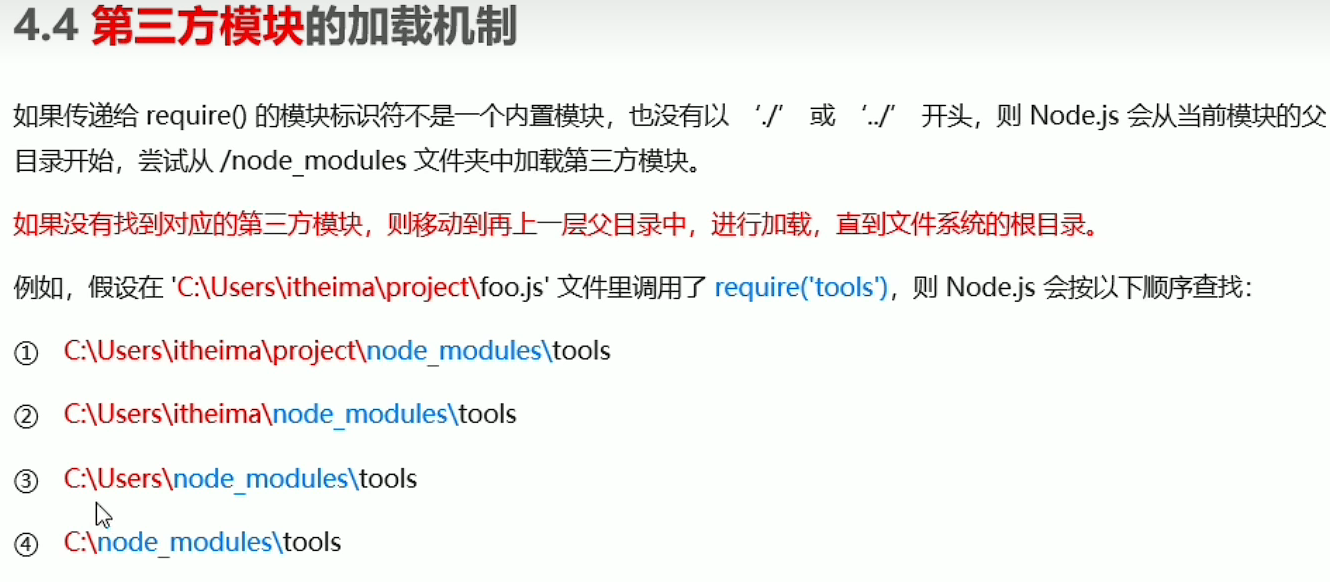 4.4 第三方模块的加载机制
如果传递给 require() 的模块标识符不是一个内置模块，也没有以 ‘./’ 或 ‘../’ 开头，则 Node.js 会从当前模块的父
目录开始，尝试从 /node_modules 文件夹中加载第三方模块。
如果没有找到对应的第三方模块，则移动到再上一层父目录中，进行加载，直到文件系统的根目录。
例如，假设在 'C:\Users\itheima\project\foo.js' 文件里调用了 require('tools')，则 Node.js 会按以下顺序查找：
① C:\Users\itheima\project\node_modules\tools
② C:\Users\itheima\node_modules\tools
③ C:\Users\node_modules\tools
④ C:\node_modules\tools